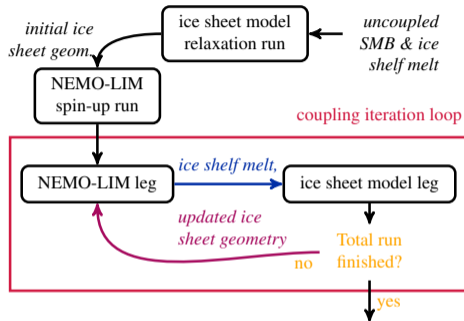 initial ice
sheet geom.
ice sheet model
relaxation run
uncoupled
SMB & ice
shelf melt
NEMO-LIM
spin-up run
coupling iteration loop
NEMO-LIM leg
ice shelf melt,
ice sheet model leg
updated ice
sheet geometry
no
Total run
finished?
yes